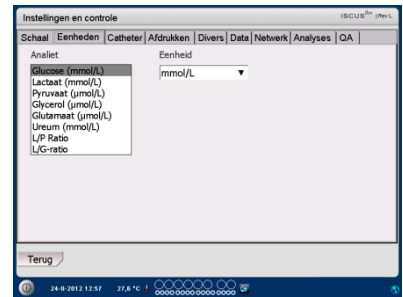 Instellingen en controle ISCUS flex |Rev L
Schaal Eenheden Catheter Afdrukken Divers Data Netwerk Analyses QA
Analiet Eenheid
Glucose (mmol/L) mmol/L
Lactaat (mmol/L)
Pyruvaat (µmol/L)
Glycerol (µmol/L)
Glutamaat (µmol/L)
Ureum (mmol/L)
L/P Ratio
L/G-ratio
Terug
24-8-2012 12:57 27,6 °C